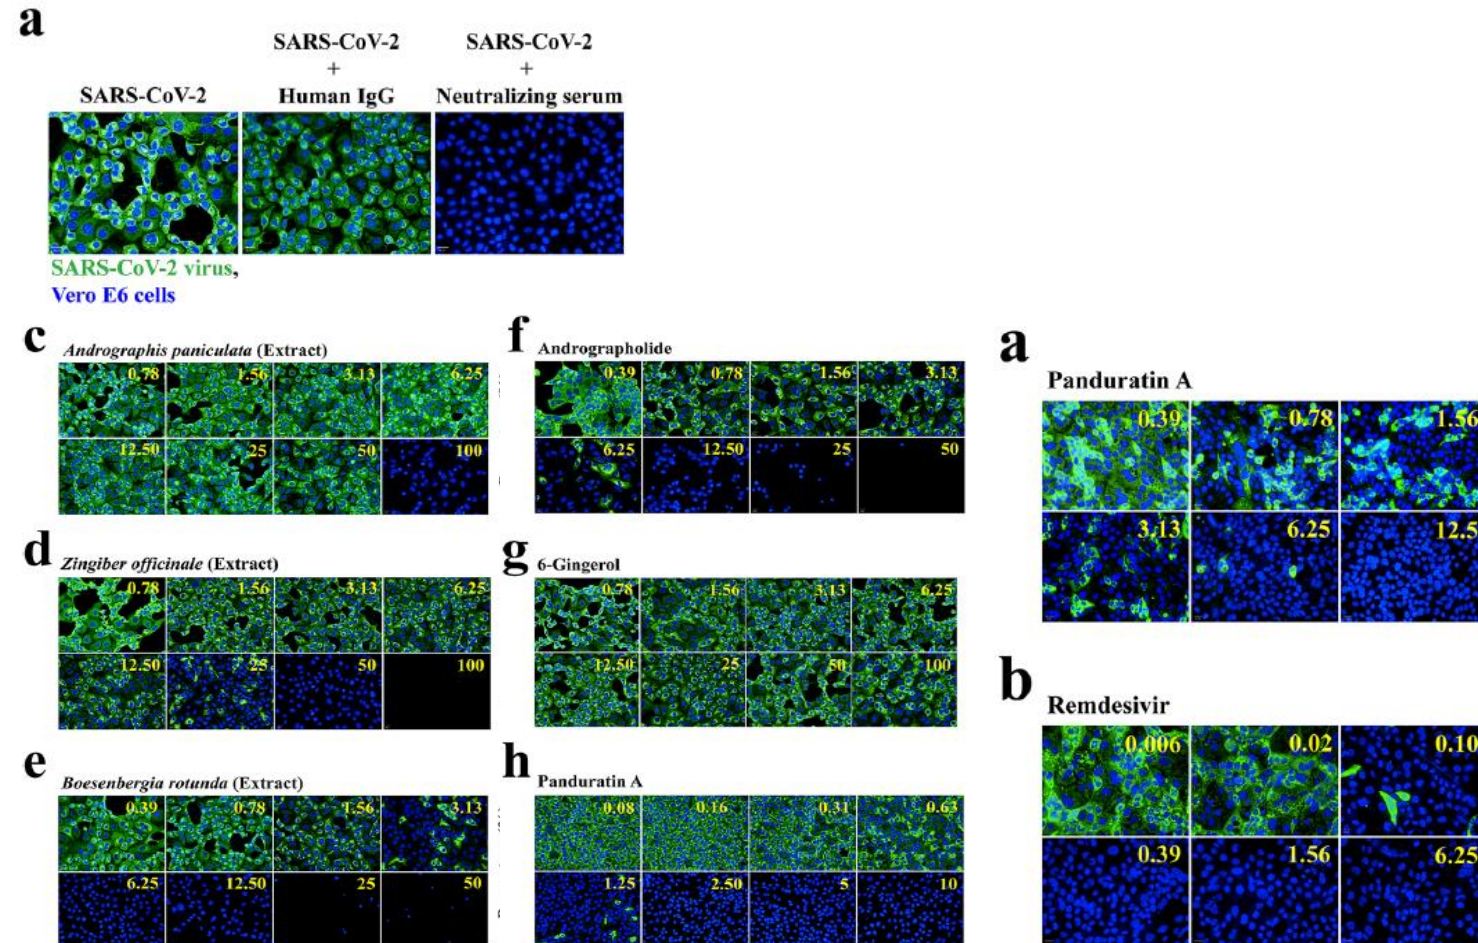 a
SARS-CoV-2
SARS-CoV-2
+
Human IgG
SARS-CoV-2
+
Neutralizing serum
SARS-CoV-2 virus,
Vero E6 cells
c
Andrographis paniculata (Extract)
0.78 1.56 3.13 6.25
12.50 25 50 100
f
Andrographolide
0.39 0.78 1.56 3.13
6.25 12.50 25 50
d
Zingiber officinale (Extract)
0.78 1.56 3.13 6.25
12.50 25 50 100
g
6-Gingerol
0.78 1.56 3.13 6.25
12.50 25 50 100
e
Boesenbergia rotunda (Extract)
0.39 0.78 1.56 3.13
6.25 12.50 25 50
h
Panduratin A
0.08 0.16 0.31 0.63
1.25 2.50 5 10
a
Panduratin A
0.39 0.78 1.56
3.13 6.25 12.5
b
Remdesivir
0.006 0.02 0.10
0.39 1.56 6.25